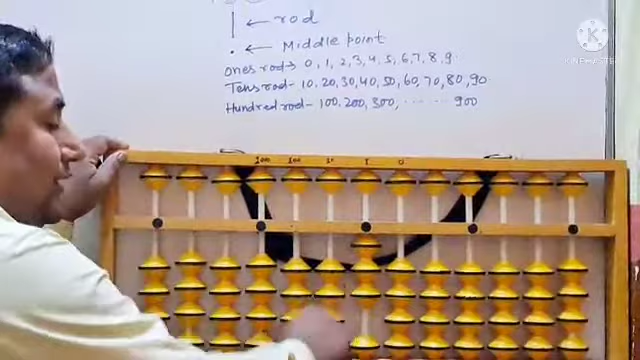 ← rod
. ← Middle point
Ones rod → 0, 1, 2, 3, 4, 5, 6, 7, 8, 9
Tens rod - 10, 20, 30, 40, 50, 60, 70, 80, 90
Hundred rod - 100, 200, 300, ........ 900
KINEMASTER